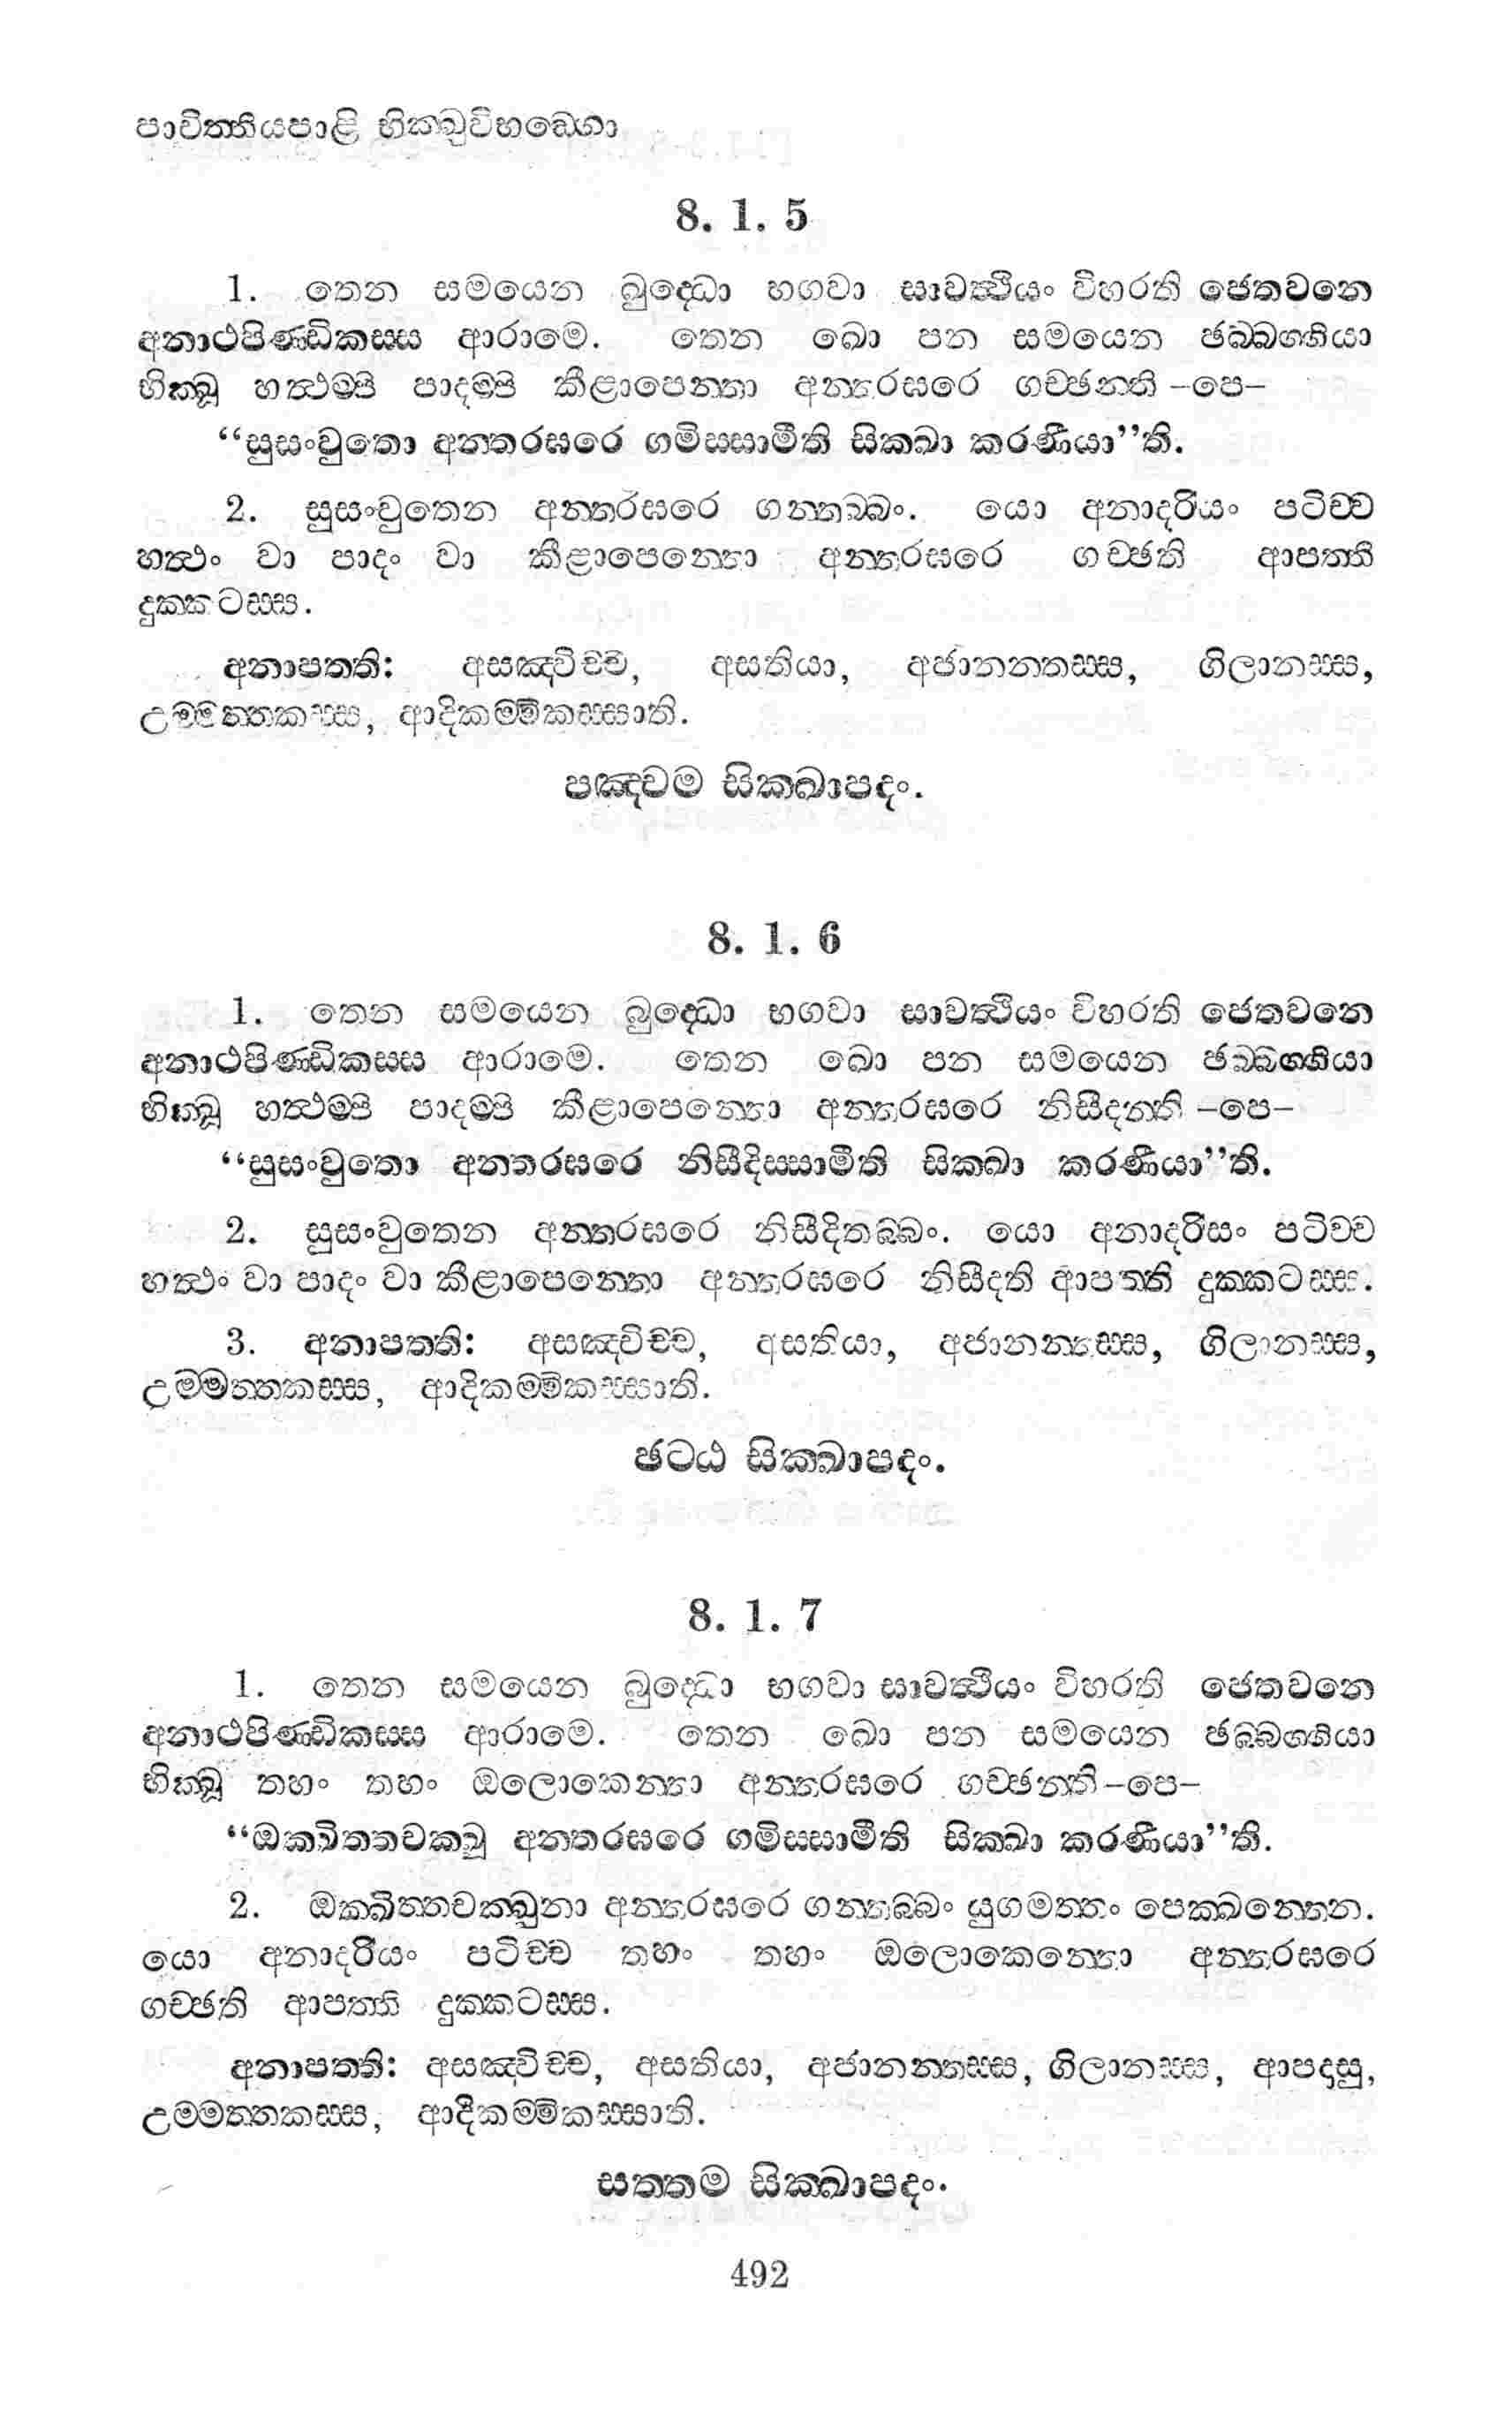 පාචිත්තියපාළි භික්ඛුවිභඞ්ගො
8. 1. 5
1. තෙන සමයෙන බුද්ධො භගවා සාවත්ථියං විහරති ජෙතවනෙ
අනාථපිණ්ඩිකස්ස ආරාමෙ. තෙන ඛො පන සමයෙන ඡබ්බග්ගියා
භික්ඛූ හත්ථම්පි පාදම්පි කීළාපෙන්තා අන්තරඝරෙ ගච්ඡන්ති –පෙ–
“සුසංවුතො අන්තරඝරෙ ගමිස්සාමීති සික්ඛා කරණීයා”ති.
2. සුසංවුතෙන අන්තරඝරෙ ගන්තබ්බං. යො අනාදරියං පටිච්ච
හත්ථං වා පාදං වා කීළාපෙන්තො අන්තරඝරෙ ගච්ඡති ආපත්ති
දුක්කටස්ස.
අනාපත්ති: අසඤ්චිච්ච, අසතියා, අජානන්තස්ස, ගිලානස්ස,
උම්මත්තකස්ස, ආදිකම්මිකස්සාති.
පඤ්චම සික්ඛාපදං.
8. 1. 6
1. තෙන සමයෙන බුද්ධො භගවා සාවත්ථියං විහරති ජෙතවනෙ
අනාථපිණ්ඩිකස්ස ආරාමෙ. තෙන ඛො පන සමයෙන ඡබ්බග්ගියා
භික්ඛූ හත්ථම්පි පාදම්පි කීළාපෙන්තො අන්තරඝරෙ නිසීදන්ති –පෙ–
“සුසංවුතො අන්තරඝරෙ නිසීදිස්සාමීති සික්ඛා කරණීයා”ති.
2. සුසංවුතෙන අන්තරඝරෙ නිසීදිතබ්බං. යො අනාදරිසං පටිච්ච
හත්ථං වා පාදං වා කීළාපෙන්තො අන්තරඝරෙ නිසීදති ආපත්ති දුක්කටස්ස.
3. අනාපත්ති: අසඤ්චිච්ච, අසතියා, අජානන්තස්ස, ගිලානස්ස,
උම්මත්තකස්ස, ආදිකම්මිකස්සාති.
ඡට්ඨ සික්ඛාපදං.
8. 1. 7
1. තෙන සමයෙන බුද්ධො භගවා සාවත්ථියං විහරති ජෙතවනෙ
අනාථපිණ්ඩිකස්ස ආරාමෙ. තෙන ඛො පන සමයෙන ඡබ්බග්ගියා
භික්ඛූ තහං තහං ඔලොකෙන්තා අන්තරඝරෙ ගච්ඡන්ති–පෙ–
“ඔක්ඛිත්තචක්ඛූ අන්තරඝරෙ ගමිස්සාමීති සික්ඛා කරණීයා”ති.
2. ඔක්ඛිත්තචක්ඛුනා අන්තරඝරෙ ගන්තබ්බං යුගමත්තං පෙක්ඛන්තෙන.
යො අනාදරියං පටිච්ච තහං තහං ඔලොකෙන්තො අන්තරඝරෙ
ගච්ඡති ආපත්ති දුක්කටස්ස.
අනාපත්ති: අසඤ්චිච්ච, අසතියා, අජානන්තස්ස, ගිලානස්ස, ආපදාසු,
උම්මත්තකස්ස, ආදිකම්මිකස්සාති.
සත්තම සික්ඛාපදං.
492